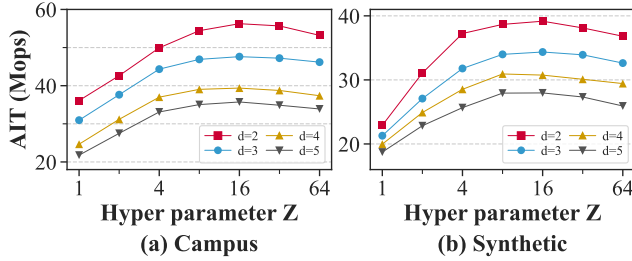 AIT (Mops)
40
20
d=2
d=4
d=3
d=5
1
4
16
64
Hyper parameter Z
(a) Campus
40
30
20
d=2
d=4
d=3
d=5
1
4
16
64
Hyper parameter Z
(b) Synthetic